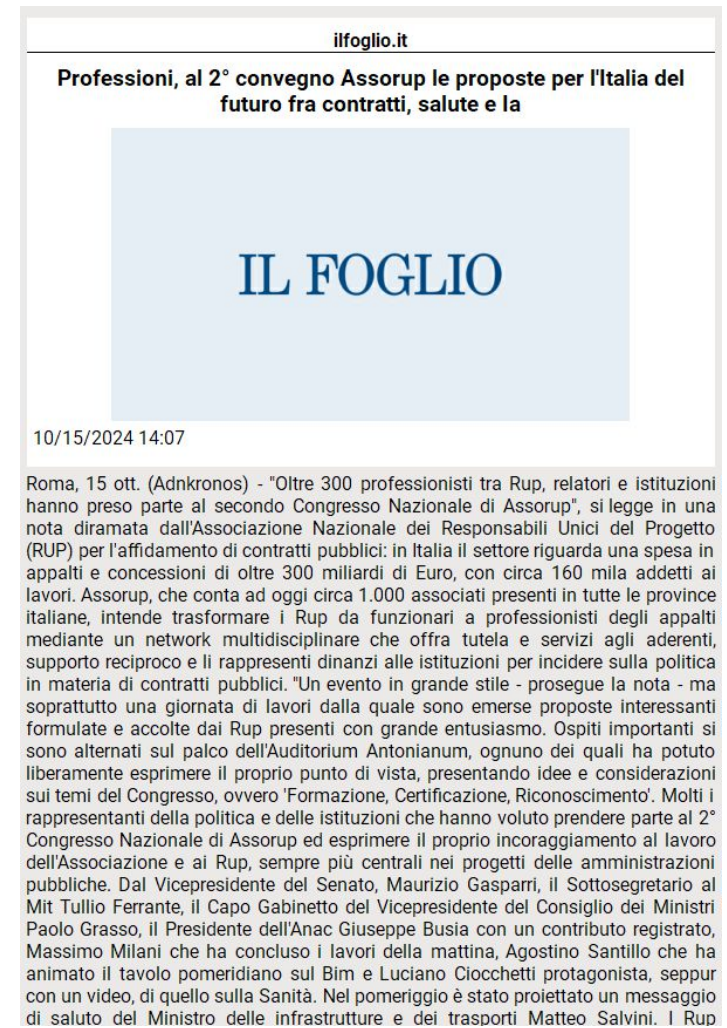 ilfoglio.it
Professioni, al 2° convegno Assorup le proposte per l'Italia del
futuro fra contratti, salute e la
IL FOGLIO
10/15/2024 14:07
Roma, 15 ott. (Adnkronos) - "Oltre 300 professionisti tra Rup, relatori e istituzioni
hanno preso parte al secondo Congresso Nazionale di Assorup", si legge in una
nota diramata dall'Associazione Nazionale dei Responsabili Unici del Progetto
(RUP) per l'affidamento di contratti pubblici: in Italia il settore riguarda una spesa in
appalti e concessioni di oltre 300 miliardi di Euro, con circa 160 mila addetti ai
lavori. Assorup, che conta ad oggi circa 1.000 associati presenti in tutte le province
italiane, intende trasformare i Rup da funzionari a professionisti degli appalti
mediante un network multidisciplinare che offra tutela e servizi agli aderenti,
supporto reciproco e li rappresenti dinanzi alle istituzioni per incidere sulla politica
in materia di contratti pubblici. "Un evento in grande stile - prosegue la nota - ma
soprattutto una giornata di lavori dalla quale sono emerse proposte interessanti
formulate e accolte dai Rup presenti con grande entusiasmo. Ospiti importanti si
sono alternati sul palco dell'Auditorium Antonianum, ognuno dei quali ha potuto
liberamente esprimere il proprio punto di vista, presentando idee e considerazioni
sui temi del Congresso, ovvero 'Formazione, Certificazione, Riconoscimento'. Molti i
rappresentanti della politica e delle istituzioni che hanno voluto prendere parte al 2°
Congresso Nazionale di Assorup ed esprimere il proprio incoraggiamento al lavoro
dell'Associazione e ai Rup, sempre più centrali nei progetti delle amministrazioni
pubbliche. Dal Vicepresidente del Senato, Maurizio Gasparri, il Sottosegretario al
Mit Tullio Ferrante, il Capo Gabinetto del Vicepresidente del Consiglio dei Ministri
Paolo Grasso, il Presidente dell'Anac Giuseppe Busia con un contributo registrato,
Massimo Milani che ha concluso i lavori della mattina, Agostino Santillo che ha
animato il tavolo pomeridiano sul Bim e Luciano Ciocchetti protagonista, seppur
con un video, di quello sulla Sanità. Nel pomeriggio è stato proiettato un messaggio
di saluto del Ministro delle infrastrutture e dei trasporti Matteo Salvini. I Rup